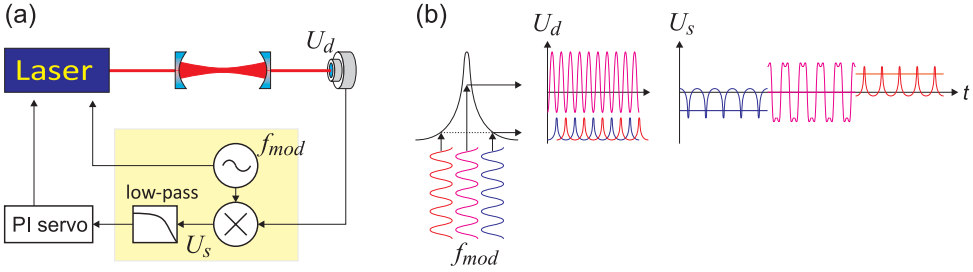 (a)
U_d
Laser
f_mod
low-pass
PI servo
U_s
(b)
U_d
U_s
t
f_mod